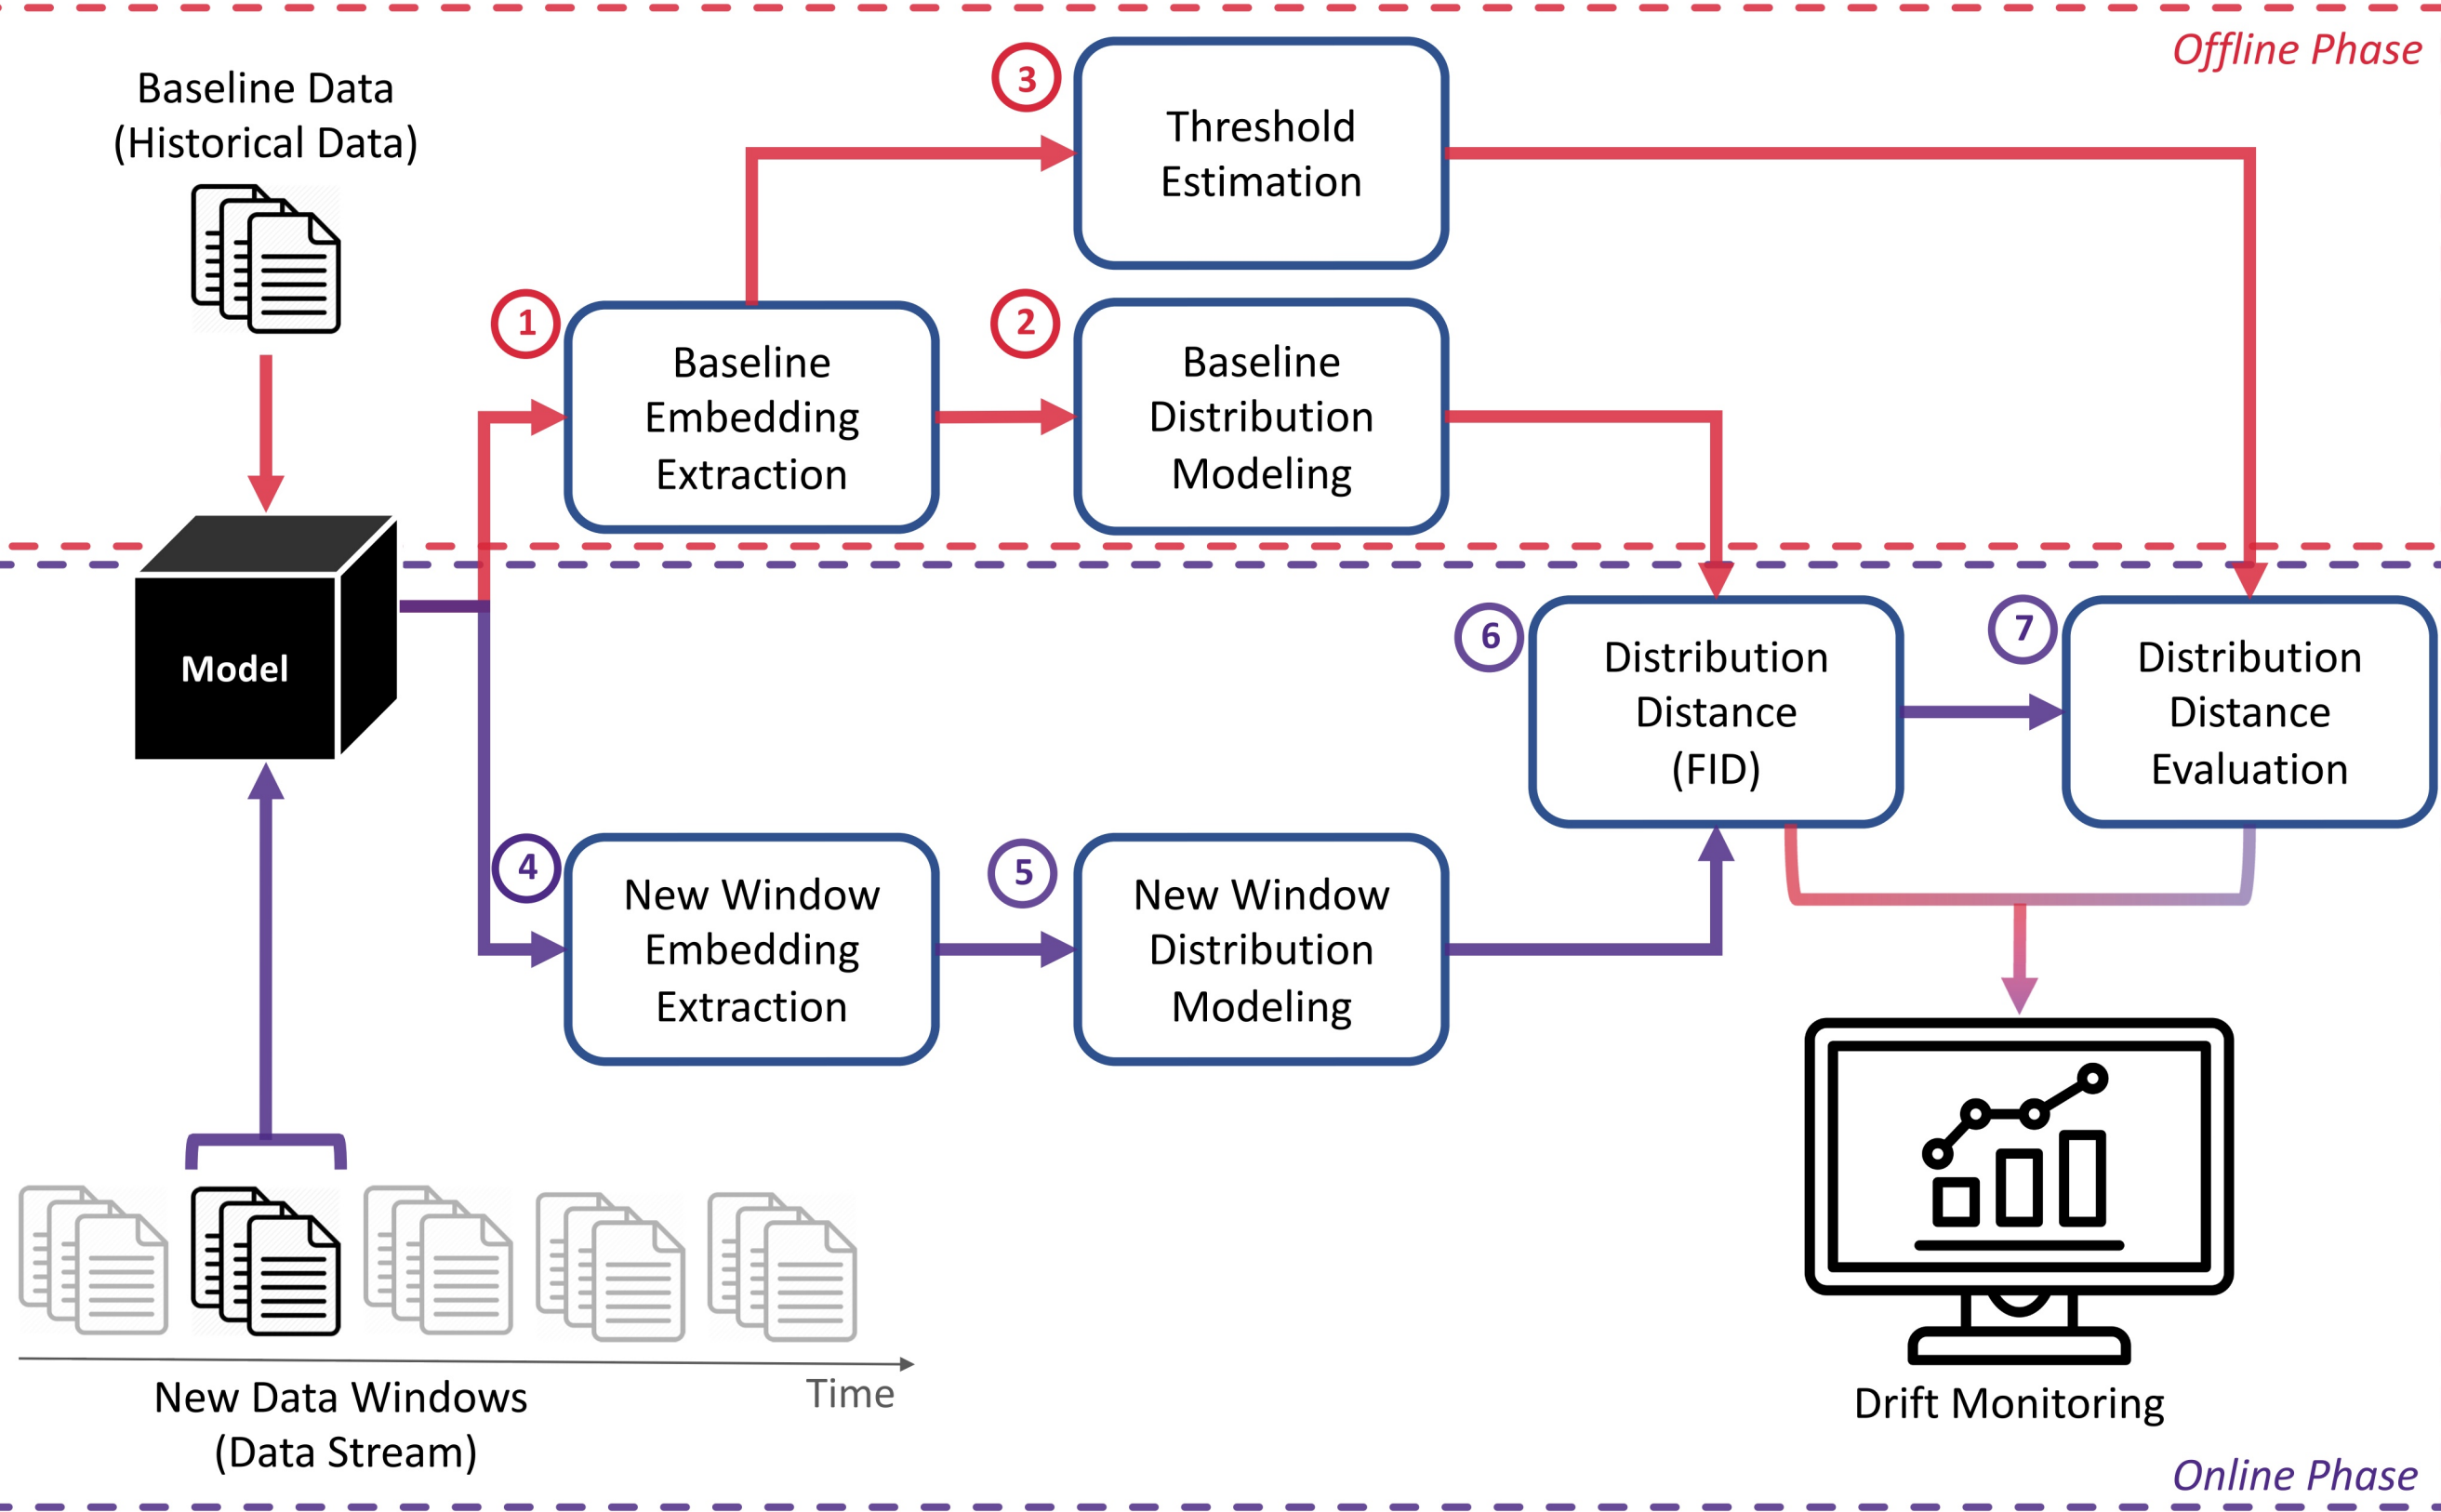 Offline Phase
Baseline Data
(Historical Data)
3
Threshold
Estimation
1
Baseline
Embedding
Extraction
2
Baseline
Distribution
Modeling
Model
6
Distribution
Distance
(FID)
7
Distribution
Distance
Evaluation
4
New Window
Embedding
Extraction
5
New Window
Distribution
Modeling
Time
New Data Windows
(Data Stream)
Drift Monitoring
Online Phase